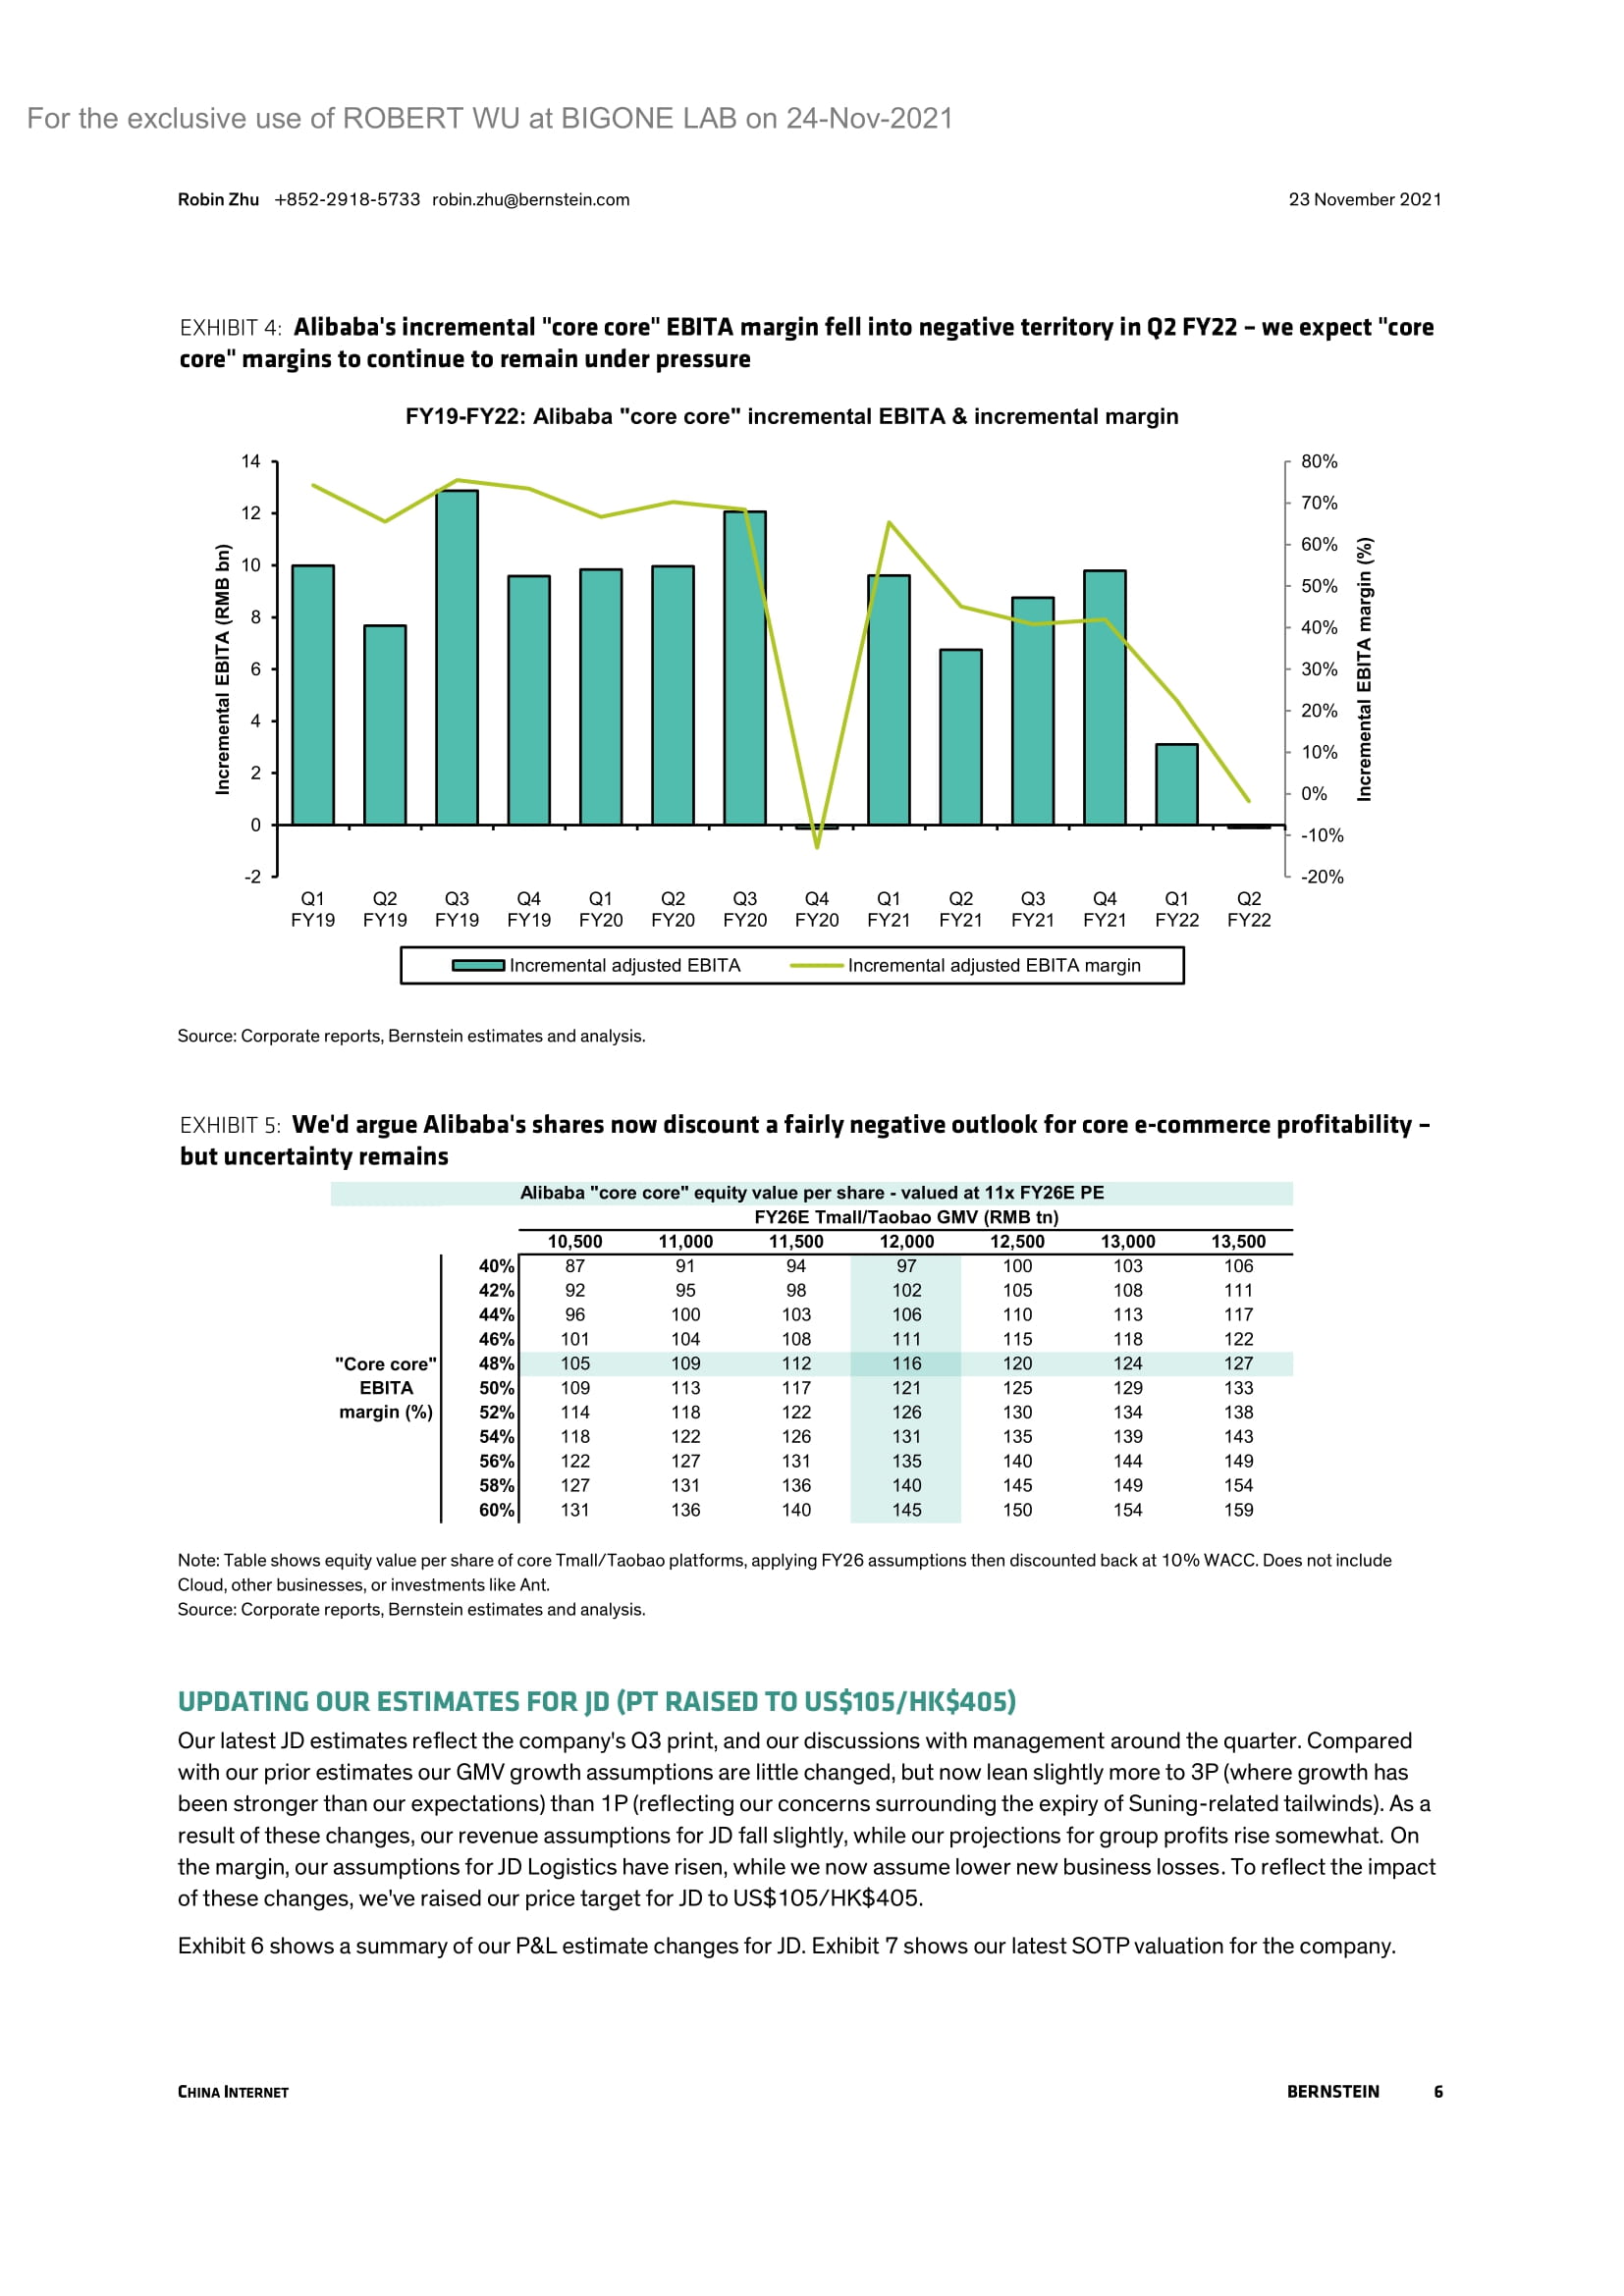 For the exclusive use of ROBERT WU at BIGONE LAB on 24-Nov-2021
Robin Zhu +852-2918-5733 robin.zhu@bernstein.com 23 November 2021
EXHIBIT 4: Alibaba's incremental "core core" EBITA margin fell into negative territory in Q2 FY22 – we expect "core
core" margins to continue to remain under pressure
FY19-FY22: Alibaba "core core" incremental EBITA & incremental margin
Incremental EBITA (RMB bn)
14
12
10
8
6
4
2
0
-2
80%
70%
60%
50%
40%
30%
20%
10%
0%
-10%
-20%
Incremental EBITA margin (%)
Q1 Q2 Q3 Q4 Q1 Q2 Q3 Q4 Q1 Q2 Q3 Q4 Q1 Q2
FY19 FY19 FY19 FY19 FY20 FY20 FY20 FY20 FY21 FY21 FY21 FY21 FY22 FY22
Incremental adjusted EBITA Incremental adjusted EBITA margin
Source: Corporate reports, Bernstein estimates and analysis.
EXHIBIT 5: We'd argue Alibaba's shares now discount a fairly negative outlook for core e-commerce profitability –
but uncertainty remains
Alibaba "core core" equity value per share - valued at 11x FY26E PE
FY26E Tmall/Taobao GMV (RMB tn)
10,500 11,000 11,500 12,000 12,500 13,000 13,500
40% 87 91 94 97 100 103 106
42% 92 95 98 102 105 108 111
44% 96 100 103 106 110 113 117
46% 101 104 108 111 115 118 122
"Core core" 48% 105 109 112 116 120 124 127
EBITA 50% 109 113 117 121 125 129 133
margin (%) 52% 114 118 122 126 130 134 138
54% 118 122 126 131 135 139 143
56% 122 127 131 135 140 144 149
58% 127 131 136 140 145 149 154
60% 131 136 140 145 150 154 159
Note: Table shows equity value per share of core Tmall/Taobao platforms, applying FY26 assumptions then discounted back at 10% WACC. Does not include
Cloud, other businesses, or investments like Ant.
Source: Corporate reports, Bernstein estimates and analysis.
UPDATING OUR ESTIMATES FOR JD (PT RAISED TO US$105/HK$405)
Our latest JD estimates reflect the company's Q3 print, and our discussions with management around the quarter. Compared
with our prior estimates our GMV growth assumptions are little changed, but now lean slightly more to 3P (where growth has
been stronger than our expectations) than 1P (reflecting our concerns surrounding the expiry of Suning-related tailwinds). As a
result of these changes, our revenue assumptions for JD fall slightly, while our projections for group profits rise somewhat. On
the margin, our assumptions for JD Logistics have risen, while we now assume lower new business losses. To reflect the impact
of these changes, we've raised our price target for JD to US$105/HK$405.
Exhibit 6 shows a summary of our P&L estimate changes for JD. Exhibit 7 shows our latest SOTP valuation for the company.
CHINA INTERNET BERNSTEIN 6